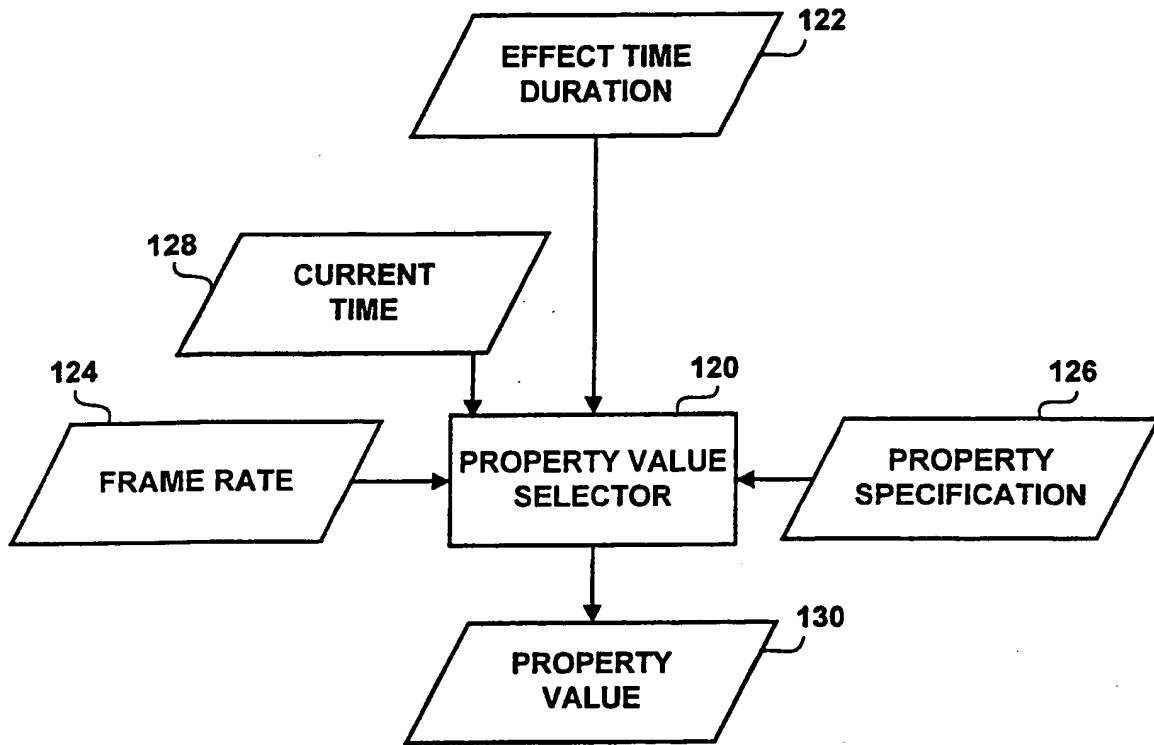 122
EFFECT TIME
DURATION
128
CURRENT
TIME
124
FRAME RATE
120
PROPERTY VALUE
SELECTOR
126
PROPERTY
SPECIFICATION
130
PROPERTY
VALUE